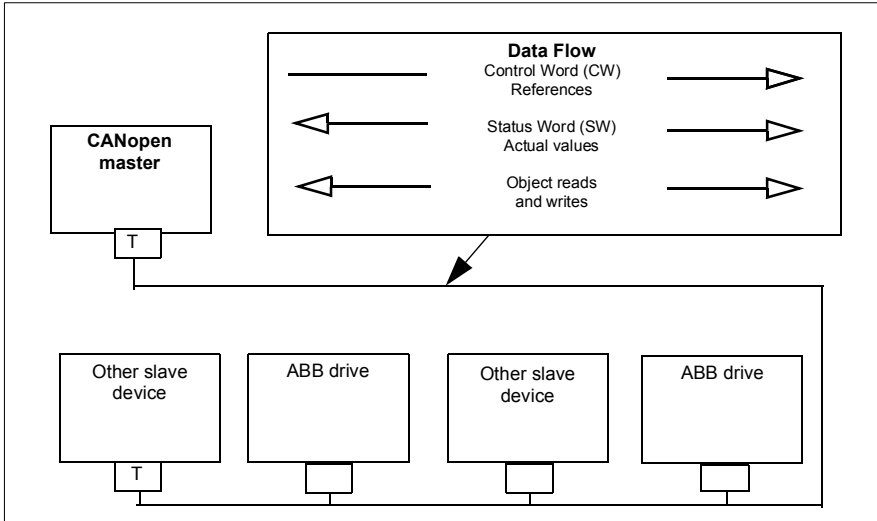 Data Flow
Control Word (CW)
References
Status Word (SW)
Actual values
Object reads
and writes
CANopen
master
T
Other slave
device
ABB drive
Other slave
device
ABB drive
T